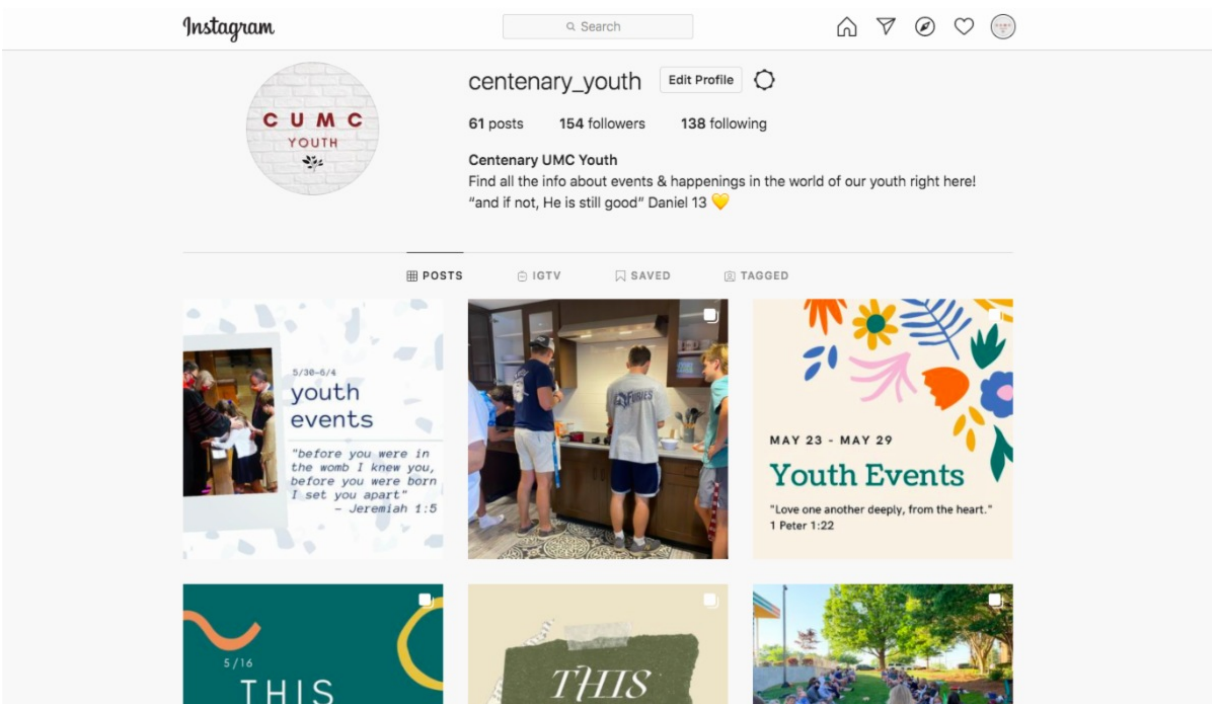 Instagram
Search
centenary_youth Edit Profile
61 posts 154 followers 138 following
Centenary UMC Youth
Find all the info about events & happenings in the world of our youth right here!
"and if not, He is still good" Daniel 13 💛
CUMC
YOUTH
POSTS IGTV SAVED TAGGED
5/30-6/4
youth
events
"before you were in
the womb I knew you,
before you were born
I set you apart"
– Jeremiah 1:5
MAY 23 - MAY 29
Youth Events
"Love one another deeply, from the heart."
1 Peter 1:22
5/16
THIS
THIS